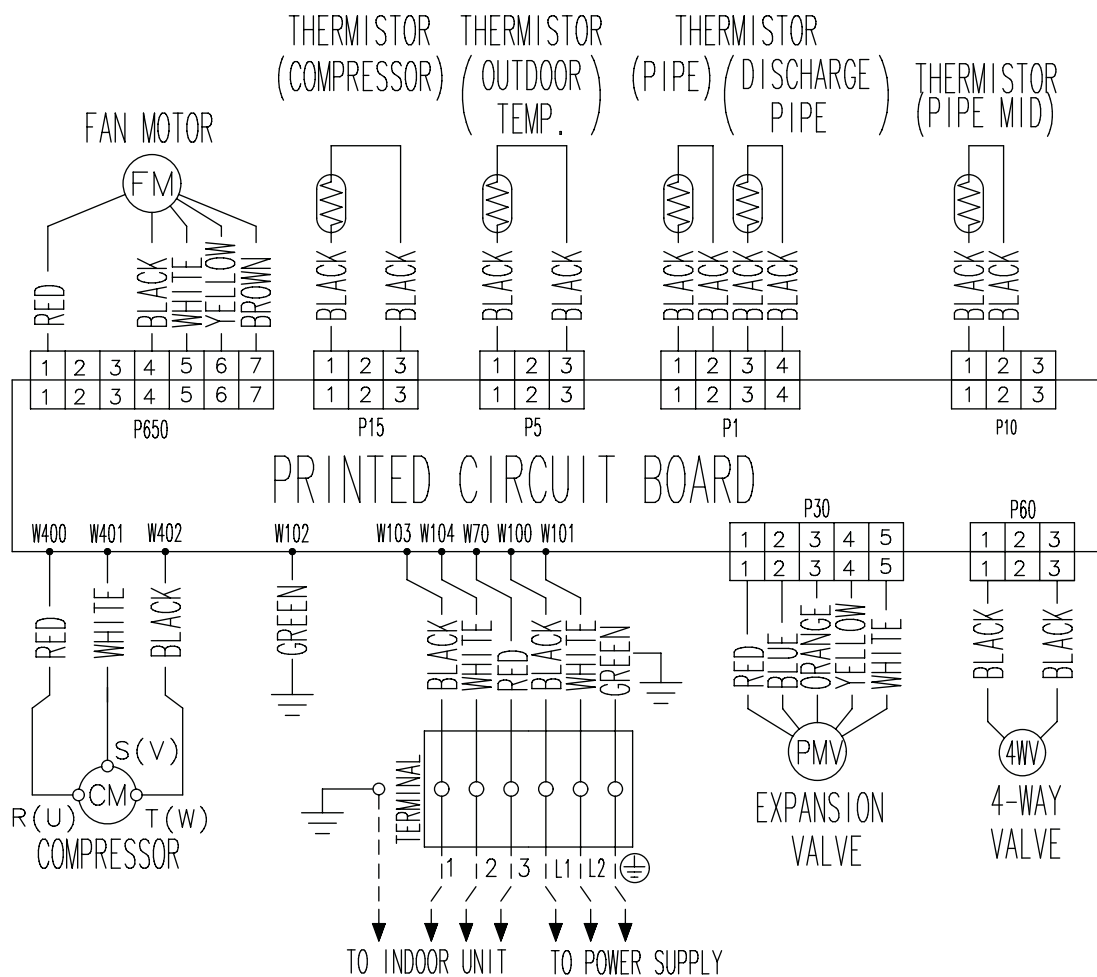 THERMISTOR
(COMPRESSOR)
THERMISTOR
(OUTDOOR
TEMP.)
THERMISTOR
(PIPE) (DISCHARGE
PIPE)
THERMISTOR
(PIPE MID)
FAN MOTOR
FM
RED
BLACK
WHITE
YELLOW
BROWN
BLACK
BLACK
BLACK
BLACK
BLACK
BLACK
BLACK
BLACK
BLACK
BLACK
1 2 3 4 5 6 7
1 2 3 4 5 6 7
P650
1 2 3
1 2 3
P15
1 2 3
1 2 3
P5
1 2 3 4
1 2 3 4
P1
1 2 3
1 2 3
P10
PRINTED CIRCUIT BOARD
W400 W401 W402 W102 W103 W104 W70 W100 W101
P30
1 2 3 4 5
1 2 3 4 5
P60
1 2 3
1 2 3
RED
WHITE
BLACK
GREEN
BLACK
WHITE
RED
BLACK
WHITE
GREEN
RED
BLUE
ORANGE
YELLOW
WHITE
BLACK
BLACK
S(V)
CM
R(U) T(W)
COMPRESSOR
TERMINAL
1 2 3 L1 L2
TO INDOOR UNIT
TO POWER SUPPLY
PMV
EXPANSION
VALVE
4WV
4-WAY
VALVE